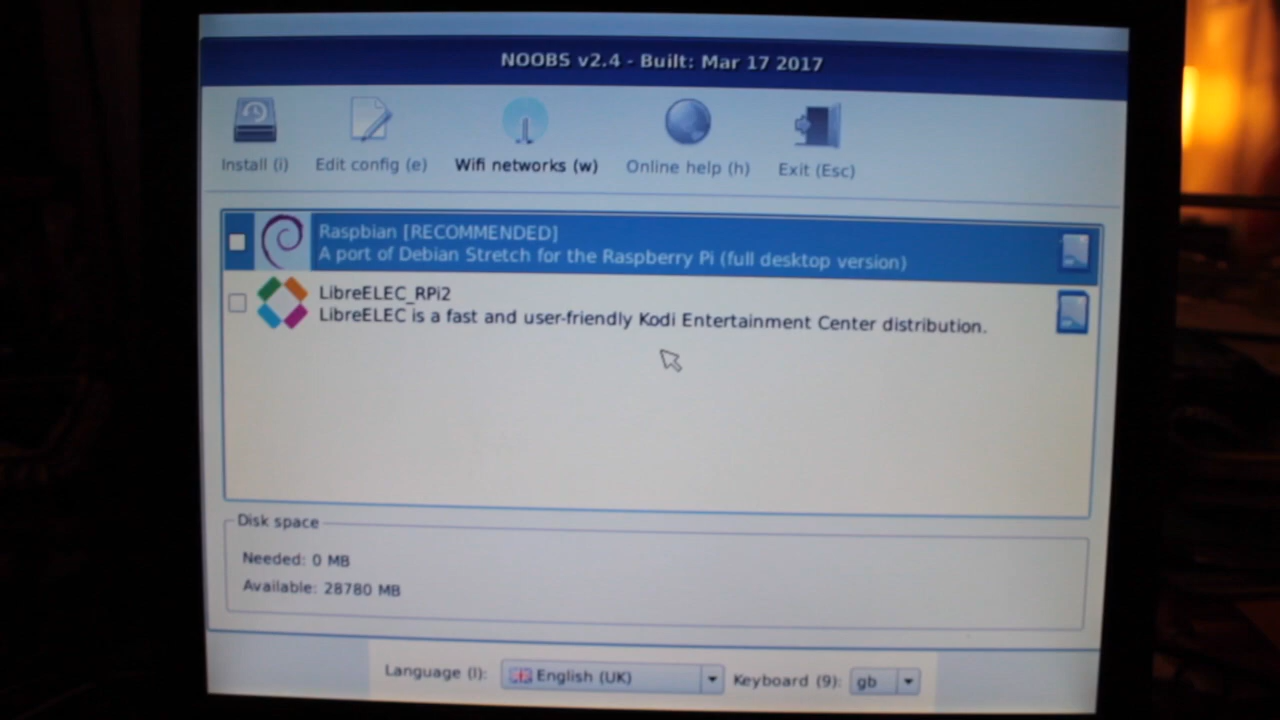 NOOBS v2.4 - Built: Mar 17 2017
Install (i) Edit config (e) Wifi networks (w) Online help (h) Exit (Esc)
Raspbian [RECOMMENDED]
A port of Debian Stretch for the Raspberry Pi (full desktop version)
LibreELEC_RPi2
LibreELEC is a fast and user-friendly Kodi Entertainment Center distribution.
Disk space
Needed: 0 MB
Available: 28780 MB
Language (l): English (UK) Keyboard (9): gb